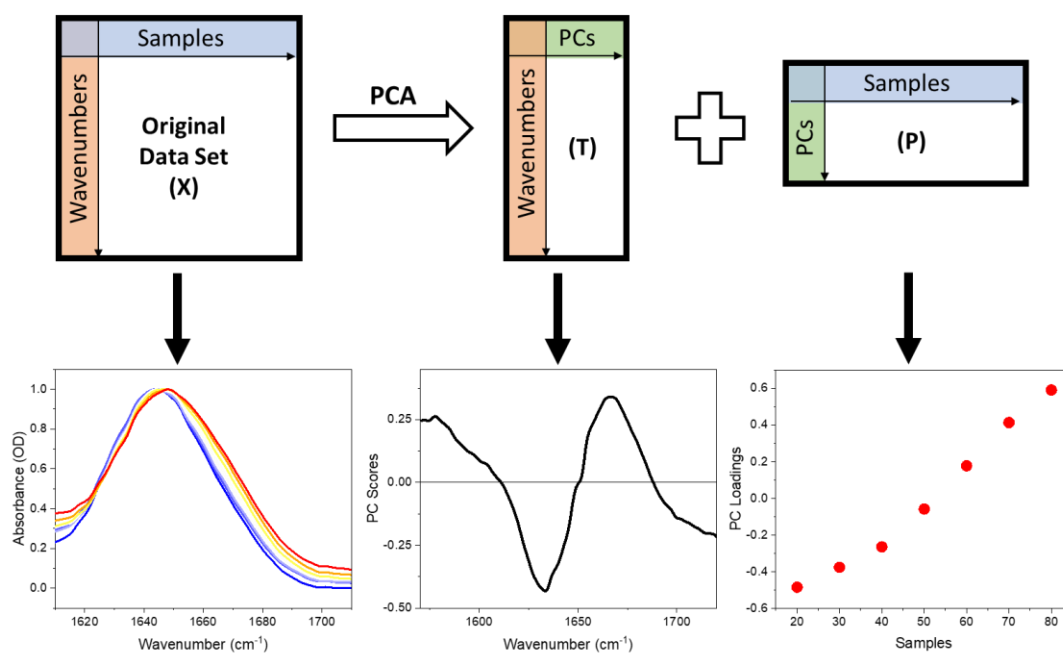 Samples
Wavenumbers
Original
Data Set
(X)
PCA
PCs
Wavenumbers
(T)
Samples
PCs
(P)
1.0
0.8
0.6
0.4
0.2
0.0
Absorbance (OD)
1620 1640 1660 1680 1700
Wavenumber (cm⁻¹)
0.25
0.00
-0.25
-0.50
PC Scores
1600 1650 1700
Wavenumber (cm⁻¹)
0.6
0.4
0.2
0.0
-0.2
-0.4
-0.6
PC Loadings
20 30 40 50 60 70 80
Samples